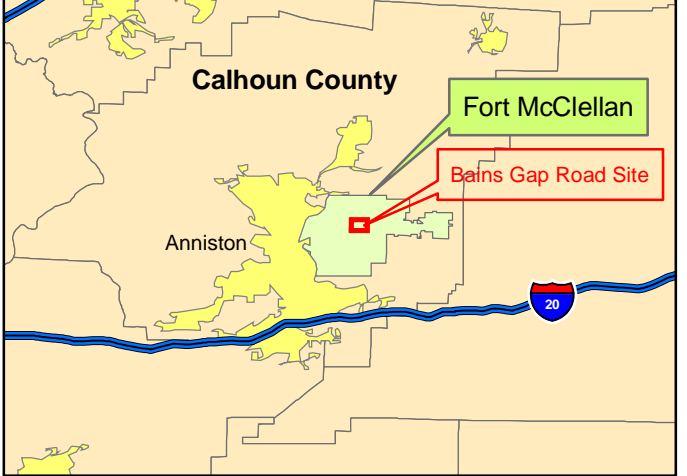 Calhoun County
Fort McClellan
Bains Gap Road Site
Anniston
20